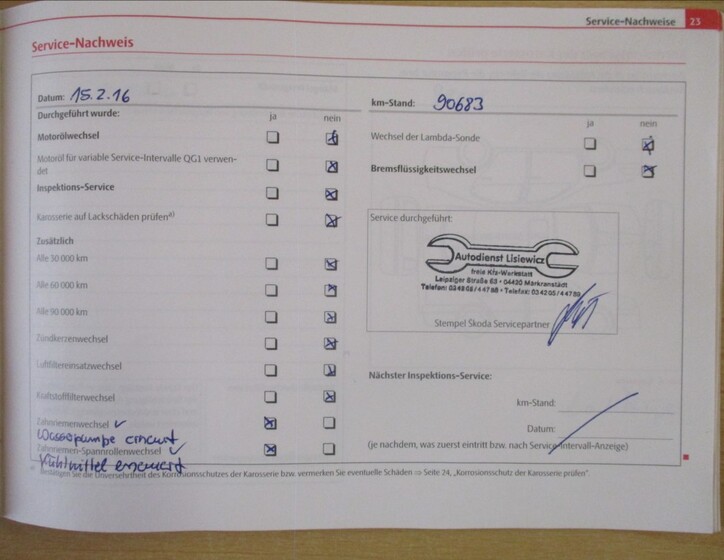 Service-Nachweise 23
Service-Nachweis
Datum: 15.2.16
km-Stand: 90683
Durchgeführt wurde: ja nein
Motorölwechsel
Motoröl für variable Service-Intervalle QG1 verwen-
det
Inspektions-Service
Karosserie auf Lackschäden prüfen a)
Zusätzlich
Alle 30 000 km
Alle 60 000 km
Alle 90 000 km
Zündkerzenwechsel
Luftfiltereinsatzwechsel
Kraftstofffilterwechsel
Zahnriemenwechsel ✓
Wasserpumpe erneuert
Zahnriemen-Spannrollenwechsel ✓
Kühlmittel erneuert
ja nein
Wechsel der Lambda-Sonde
Bremsflüssigkeitswechsel
Service durchgeführt:
Autodienst Lisiewicz
freie Kfz-Werkstatt
Leipziger Straße 63 • 04420 Markranstädt
Stempel Škoda Servicepartner
Nächster Inspektions-Service:
km-Stand:
Datum:
(je nachdem, was zuerst eintritt bzw. nach Service-Intervall-Anzeige)
a) Bestätigen Sie die Unversehrtheit des Korrosionsschutzes der Karosserie bzw. vermerken Sie eventuelle Schäden ⇒ Seite 24, „Korrosionsschutz der Karosserie prüfen".